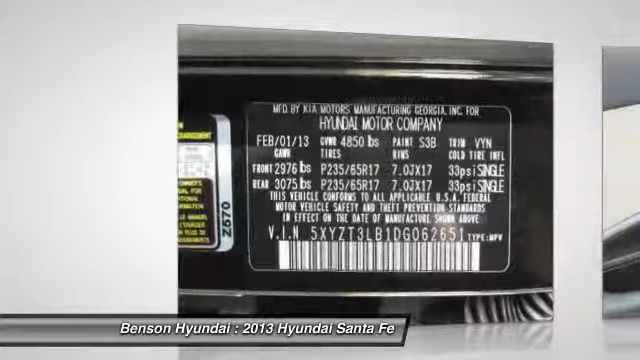 MFD BY KIA MOTORS MANUFACTURING GEORGIA, INC. FOR
HYUNDAI MOTOR COMPANY
FEB/01/13 GVWR 4850 lbs PAINT S3B TRIM VYN
GAWR TIRES RIMS COLD TIRE INFL
FRONT 2976 lbs P235/65R17 7.0JX17 33psi SINGLE
REAR 3075 lbs P235/65R17 7.0JX17 33psi SINGLE
THIS VEHICLE CONFORMS TO ALL APPLICABLE U.S.A. FEDERAL
MOTOR VEHICLE SAFETY AND THEFT PREVENTION STANDARDS
IN EFFECT ON THE DATE OF MANUFACTURE SHOWN ABOVE
V.I.N 5XYZT3LB1DG062651 TYPE:MPV
Z670
Benson Hyundai : 2013 Hyundai Santa Fe